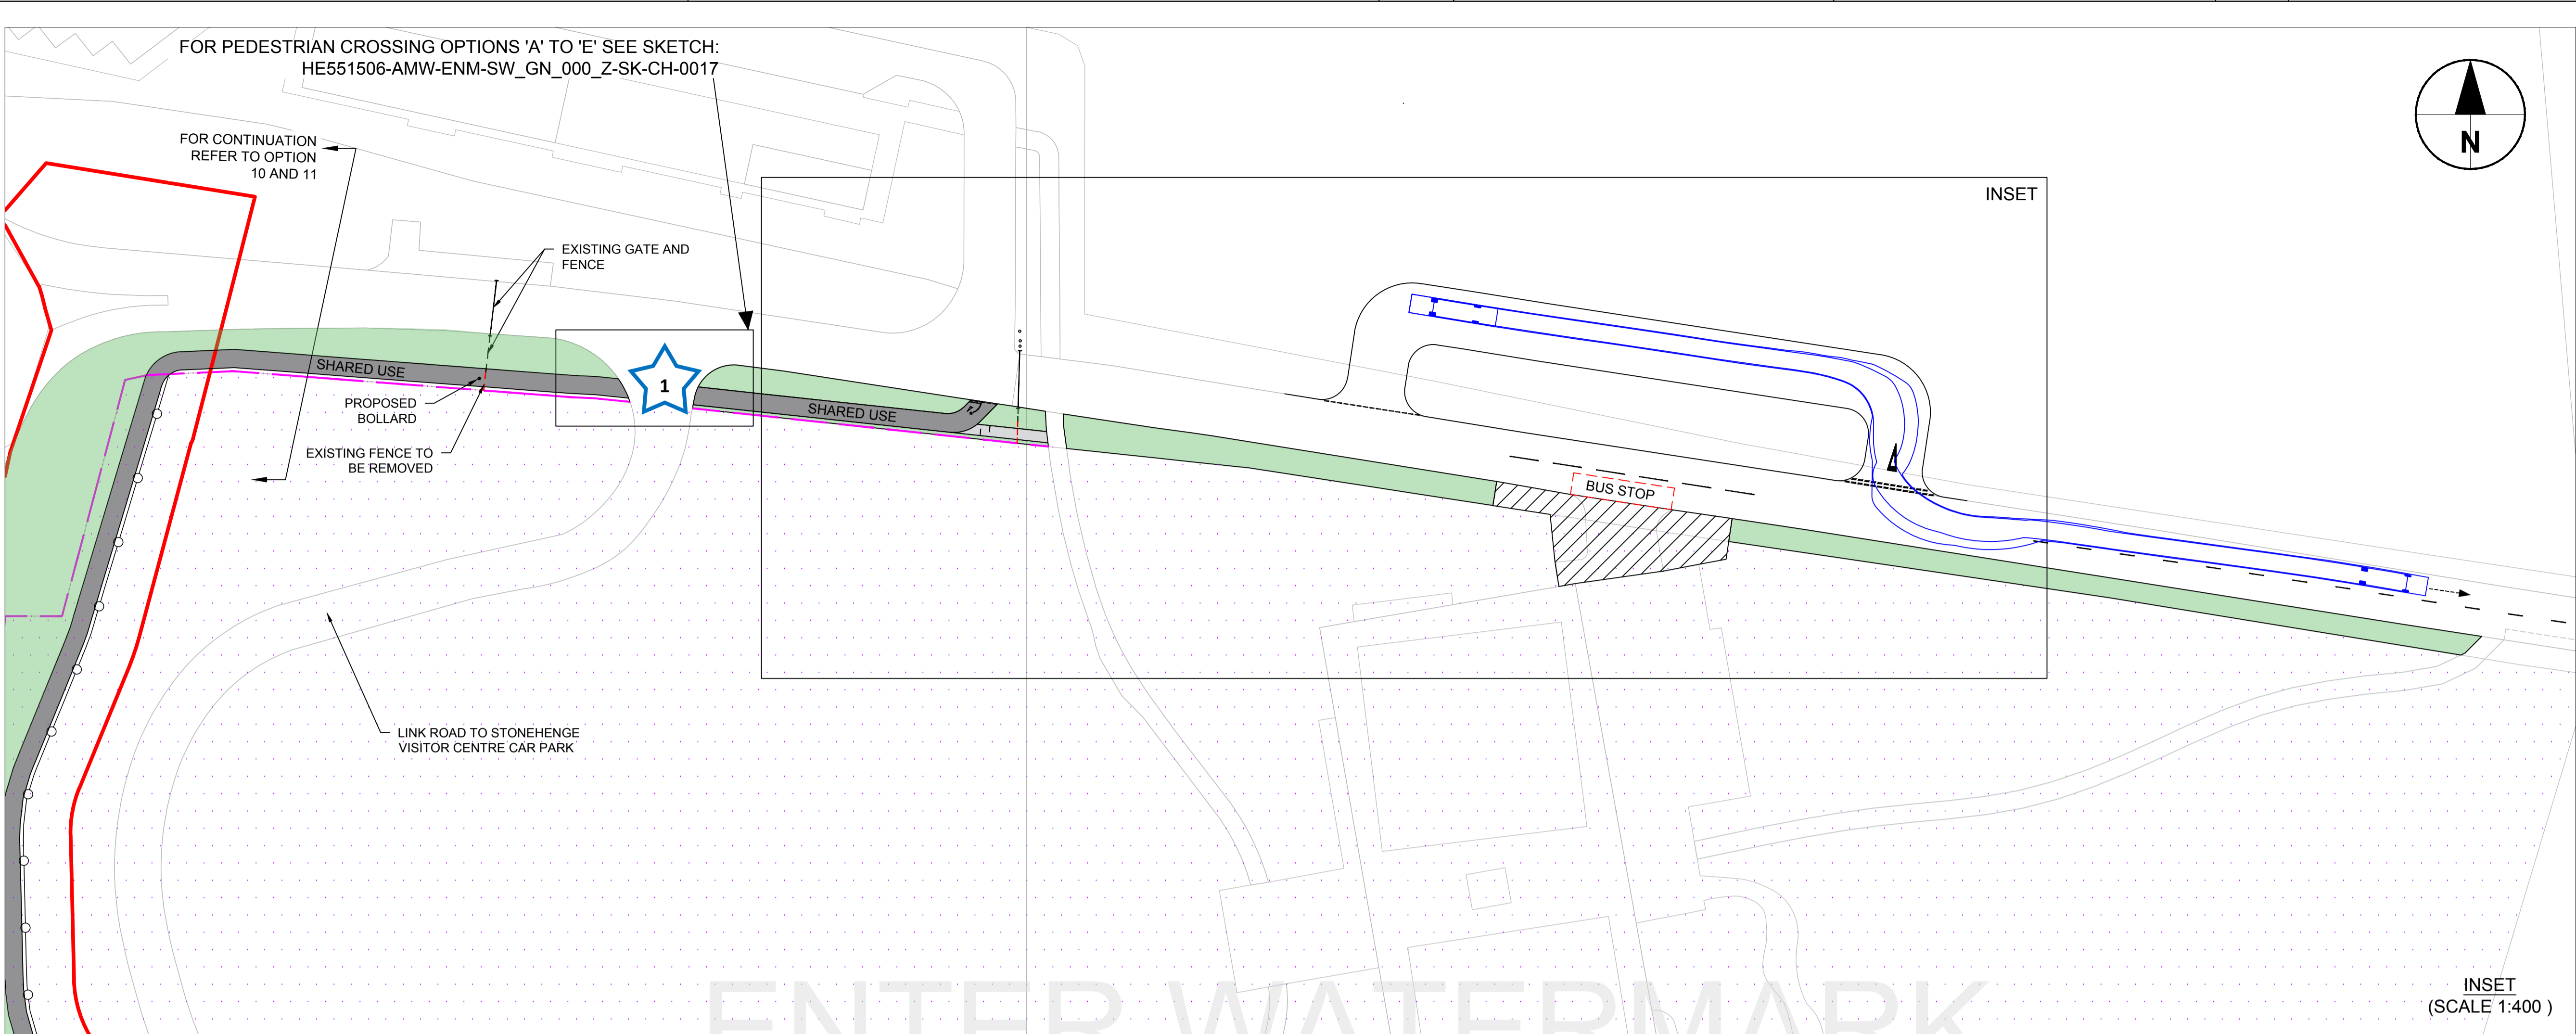 FOR PEDESTRIAN CROSSING OPTIONS 'A' TO 'E' SEE SKETCH:
HE551506-AMW-ENM-SW_GN_000_Z-SK-CH-0017
N
FOR CONTINUATION
REFER TO OPTION
10 AND 11
INSET
EXISTING GATE AND
FENCE
SHARED USE
1
PROPOSED
BOLLARD
SHARED USE
EXISTING FENCE TO
BE REMOVED
BUS STOP
LINK ROAD TO STONEHENGE
VISITOR CENTRE CAR PARK
ENTER WATERMARK
INSET
(SCALE 1:400 )